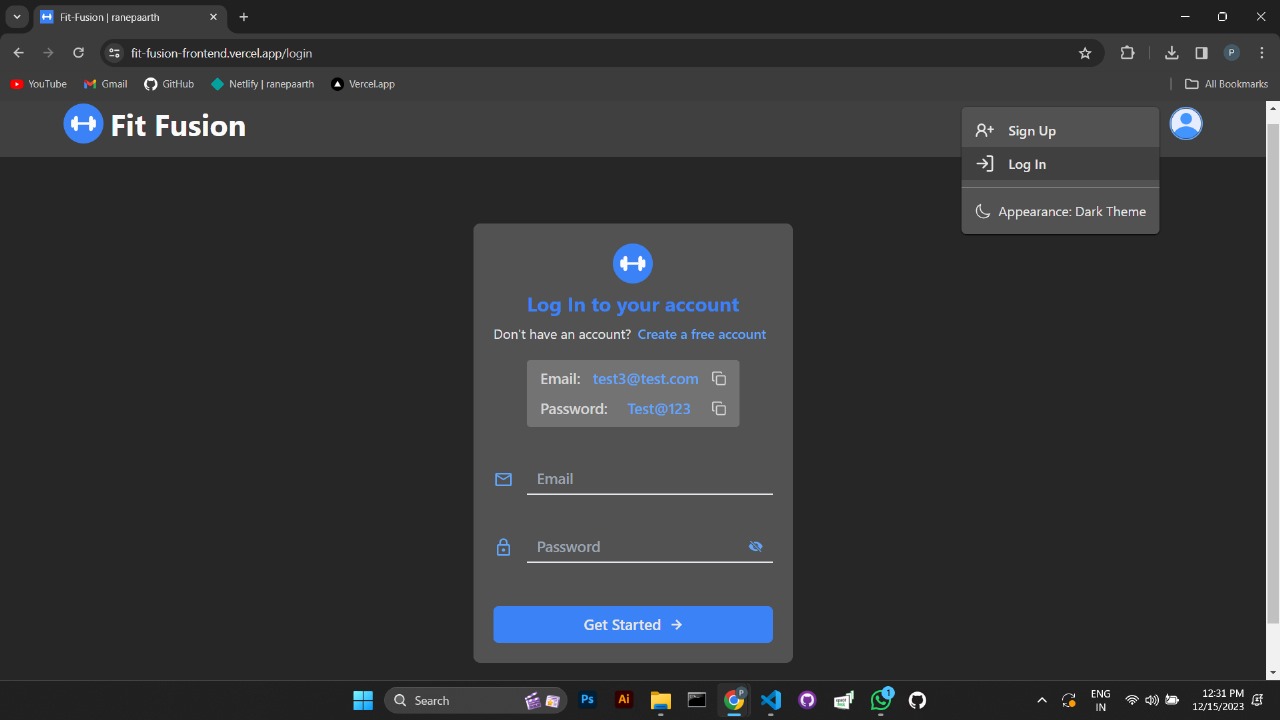 Fit-Fusion | ranepaarth
fit-fusion-frontend.vercel.app/login
P
YouTube
Gmail
GitHub
Netlify | ranepaarth
Vercel.app
All Bookmarks
Fit Fusion
Sign Up
Log In
Appearance: Dark Theme
Log In to your account
Don't have an account? Create a free account
Email: test3@test.com
Password: Test@123
Email
Password
Get Started
Search
Ps
Ai
P
1
ENG
IN
12:31 PM
12/15/2023